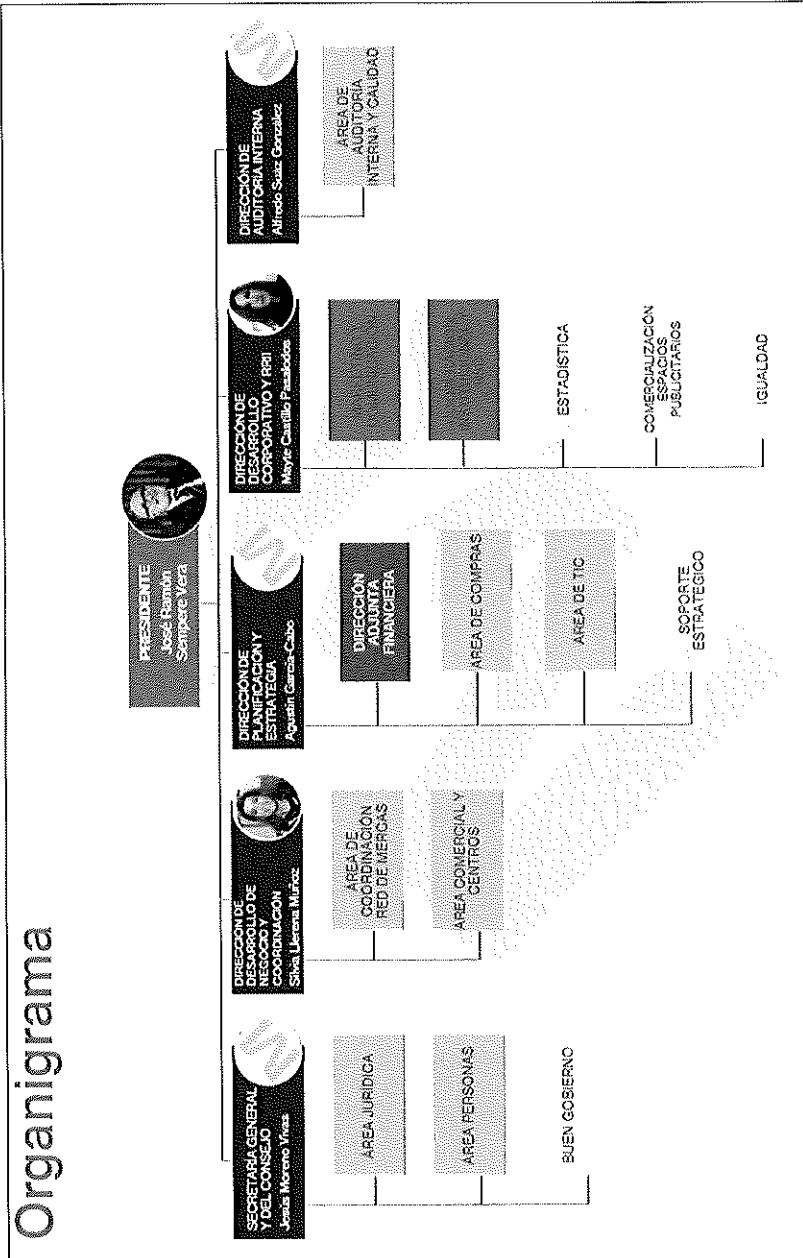 Organigrama
PRESIDENTE
José Ramón
Sempere Vera
SECRETARÍA GENERAL
Y DEL CONSEJO
Jesús Moreno Vivas
ÁREA JURÍDICA
ÁREA PERSONAS
BUEN GOBIERNO
DIRECCIÓN DE
DESARROLLO DE
NEGOCIO Y
COORDINACIÓN
Silvia Llerena Muñoz
ÁREA DE
COORDINACIÓN
RED DE MERCAS
ÁREA COMERCIAL Y
CENTROS
DIRECCIÓN DE
PLANIFICACIÓN Y
ESTRATEGIA
Agustín García-Cabo
DIRECCIÓN
ADJUNTA
FINANCIERA
ÁREA DE COMPRAS
ÁREA DE TIC
SOPORTE
ESTRATÉGICO
DIRECCIÓN DE
DESARROLLO
CORPORATIVO Y RRII
Mayte Castillo Pasalodos
ESTADÍSTICA
COMERCIALIZACIÓN
ESPACIOS
PUBLICITARIOS
IGUALDAD
DIRECCIÓN DE
AUDITORÍA INTERNA
Alfredo Suáz González
ÁREA DE
AUDITORÍA
INTERNA Y CALIDAD